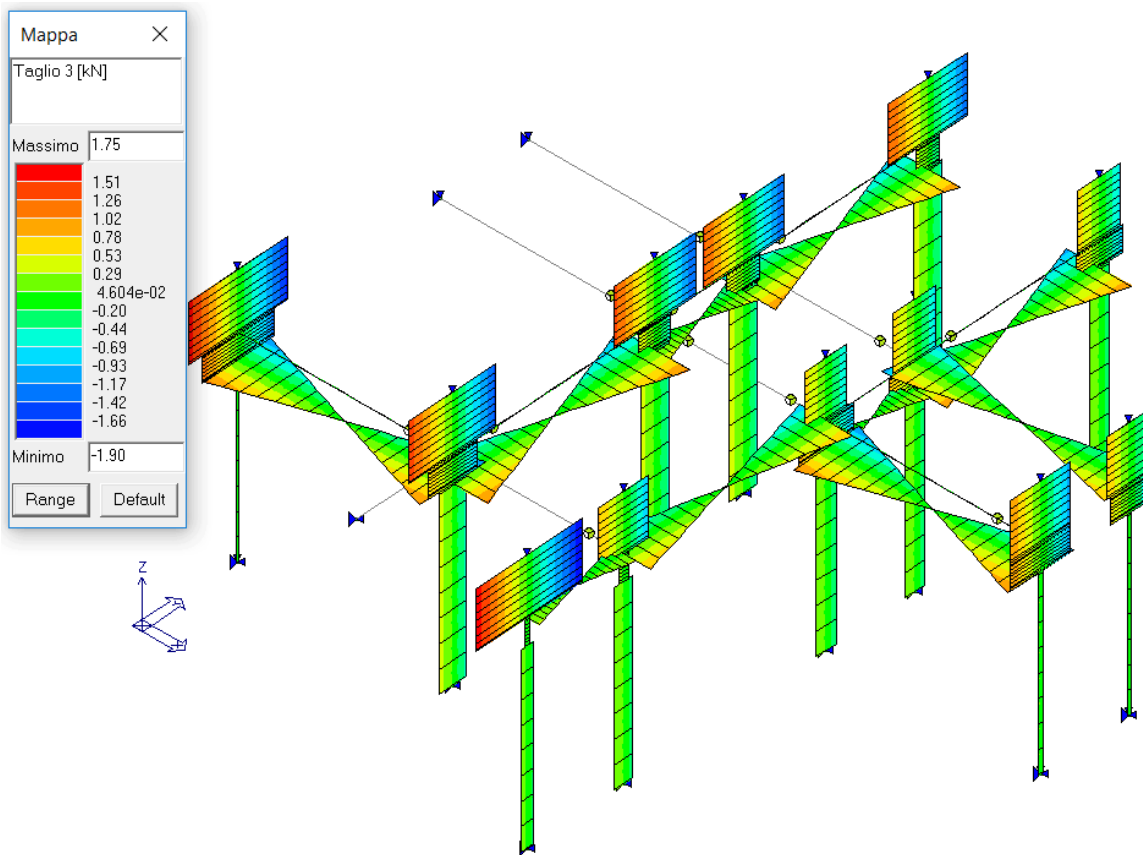 Mappa
Taglio 3 [kN]
Massimo 1.75
1.51
1.26
1.02
0.78
0.53
0.29
4.604e-02
-0.20
-0.44
-0.69
-0.93
-1.17
-1.42
-1.66
Minimo -1.90
Range Default
Z